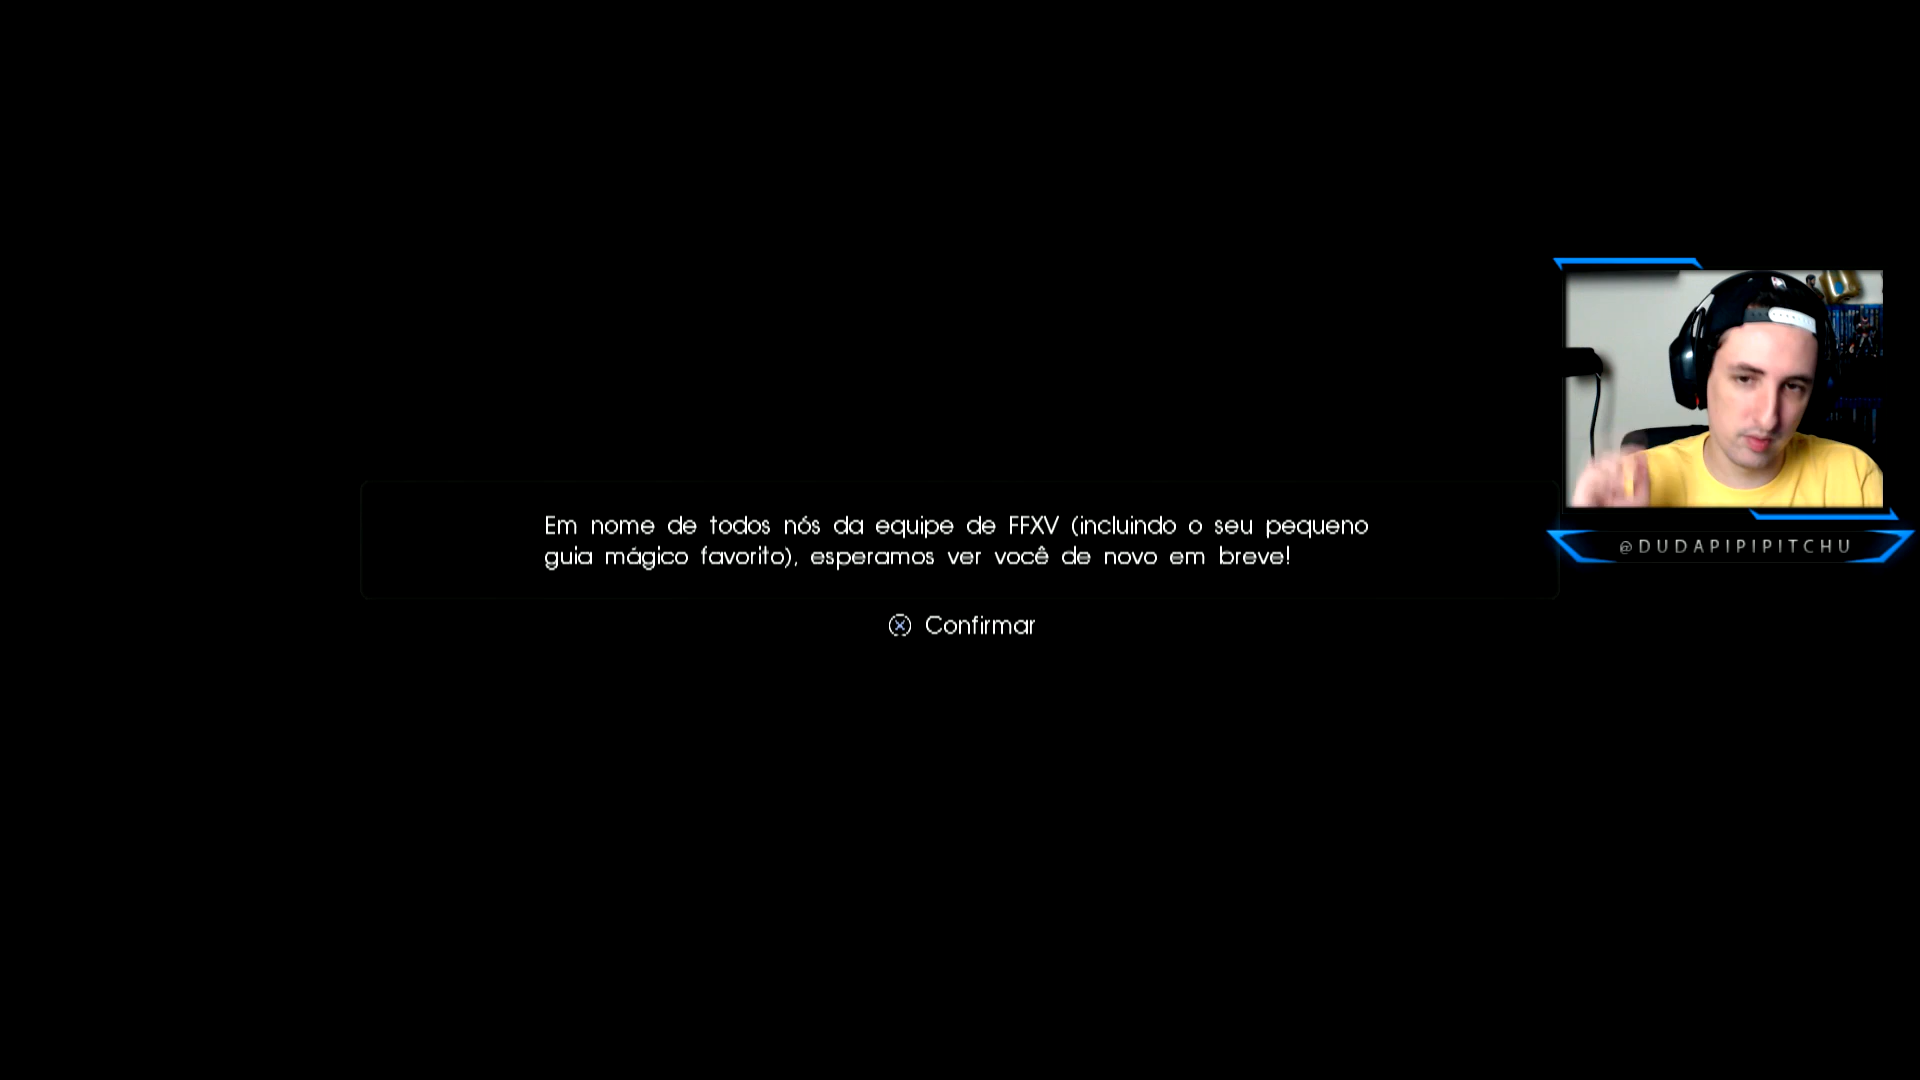 Em nome de todos nós da equipe de FFXV (incluindo o seu pequeno
guia mágico favorito), esperamos ver você de novo em breve!
Confirmar
@DUDAPIPIPITCHU